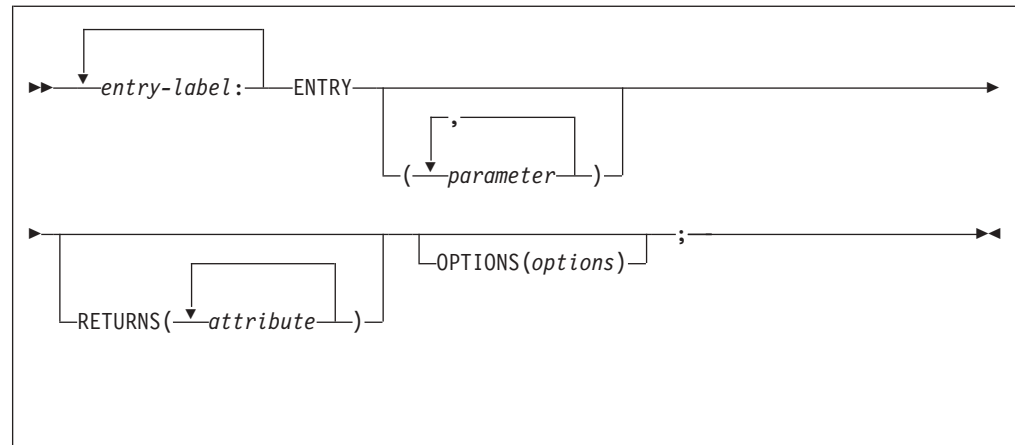 entry-label: ENTRY
,
( parameter )
;
OPTIONS(options)
RETURNS( attribute )